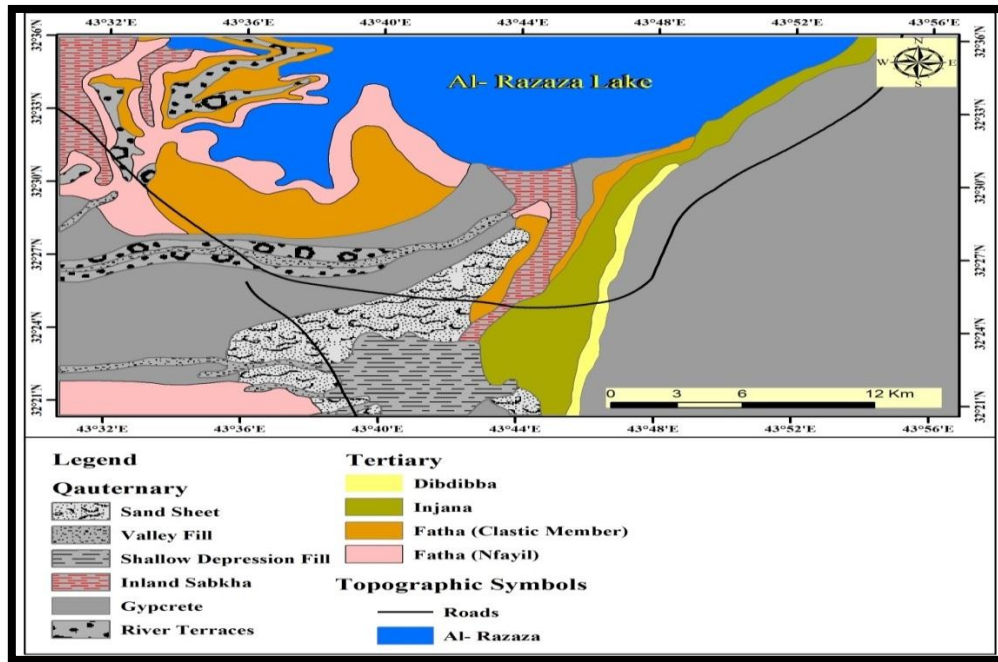 43°32'E 43°36'E 43°40'E 43°44'E 43°48'E 43°52'E 43°56'E
32°36'N 32°36'N
N
W E
S
Al- Razaza Lake
32°33'N 32°33'N
32°30'N 32°30'N
32°27'N 32°27'N
32°24'N 32°24'N
0 3 6 12 Km
32°21'N 32°21'N
43°32'E 43°36'E 43°40'E 43°44'E 43°48'E 43°52'E 43°56'E
Legend
Qauternary
Sand Sheet
Valley Fill
Shallow Depression Fill
Inland Sabkha
Gypcrete
River Terraces
Tertiary
Dibdibba
Injana
Fatha (Clastic Member)
Fatha (Nfayil)
Topographic Symbols
Roads
Al- Razaza